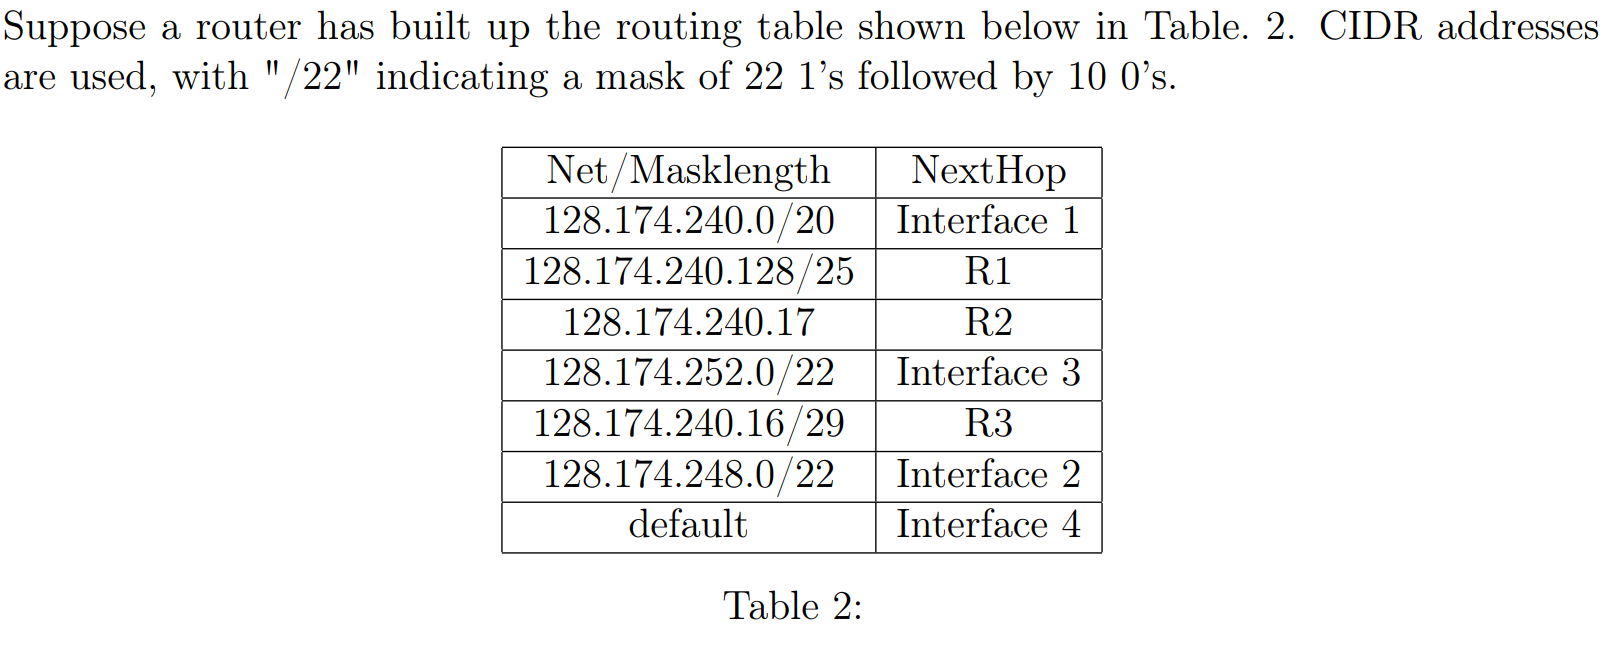 Suppose a router has built up the routing table shown below in Table. 2. CIDR addresses
are used, with "/22" indicating a mask of 22 1’s followed by 10 0’s.
Net/Masklength NextHop
128.174.240.0/20 Interface 1
128.174.240.128/25 R1
128.174.240.17 R2
128.174.252.0/22 Interface 3
128.174.240.16/29 R3
128.174.248.0/22 Interface 2
default Interface 4
Table 2: